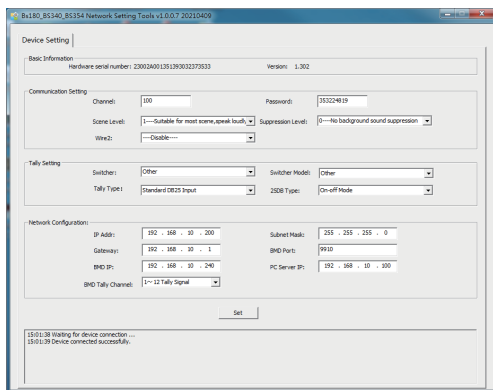 Bs180_BS340_BS354 Network Setting Tools v1.0.0.7 20210409
Device Setting
Basic Information
Hardware serial number: 23002A001351393032373533 Version: 1.302
Communication Setting
Channel: 100 Password: 353224819
Scene Level: 1----Suitable for most scene,speak loudly, Suppression Level: 0----No background sound suppression
Wire2: ----Disable----
Tally Setting
Switcher: Other Switcher Model: Other
Tally Type: Standard DB25 Input 25DB Type: On-off Mode
Network Configuration:
IP Addr: 192 . 168 . 10 . 200 Subnet Mask: 255 . 255 . 255 . 0
Gateway: 192 . 168 . 10 . 1 BMD Port: 9910
BMD IP: 192 . 168 . 10 . 240 PC Server IP: 192 . 168 . 10 . 100
BMD Tally Channel: 1~ 12 Tally Signal
Set
15:01:38 Waiting for device connection ...
15:01:39 Device connected successfully.